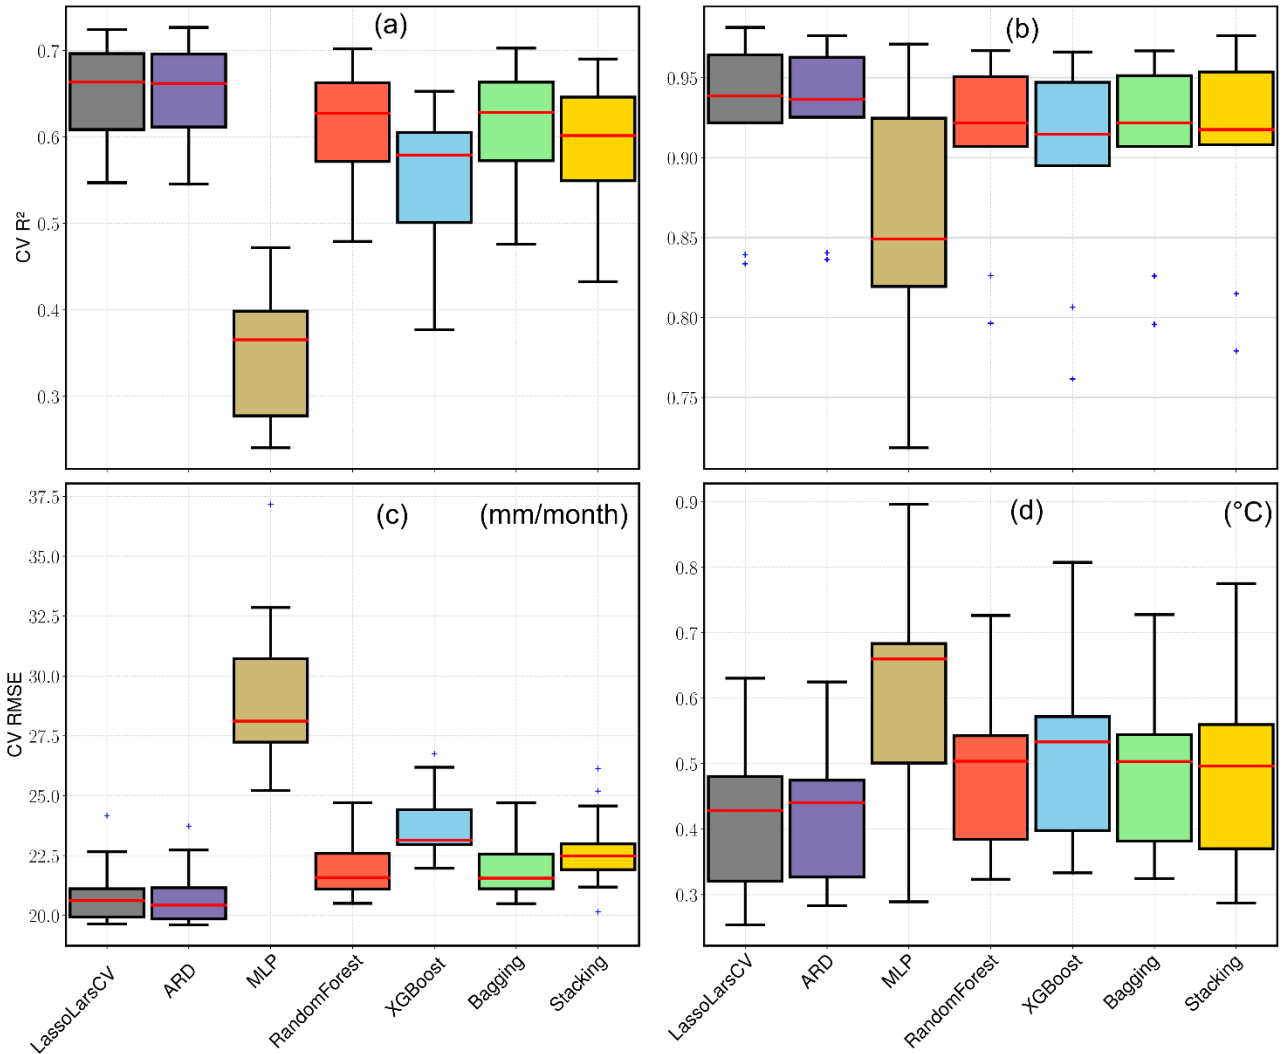 (a)
CV R²
0.7
0.6
0.5
0.4
0.3
(b)
0.95
0.90
0.85
0.80
0.75
(c) (mm/month)
CV RMSE
37.5
35.0
32.5
30.0
27.5
25.0
22.5
20.0
LassoLarsCV
ARD
MLP
RandomForest
XGBoost
Bagging
Stacking
(d) (°C)
0.9
0.8
0.7
0.6
0.5
0.4
0.3
LassoLarsCV
ARD
MLP
RandomForest
XGBoost
Bagging
Stacking